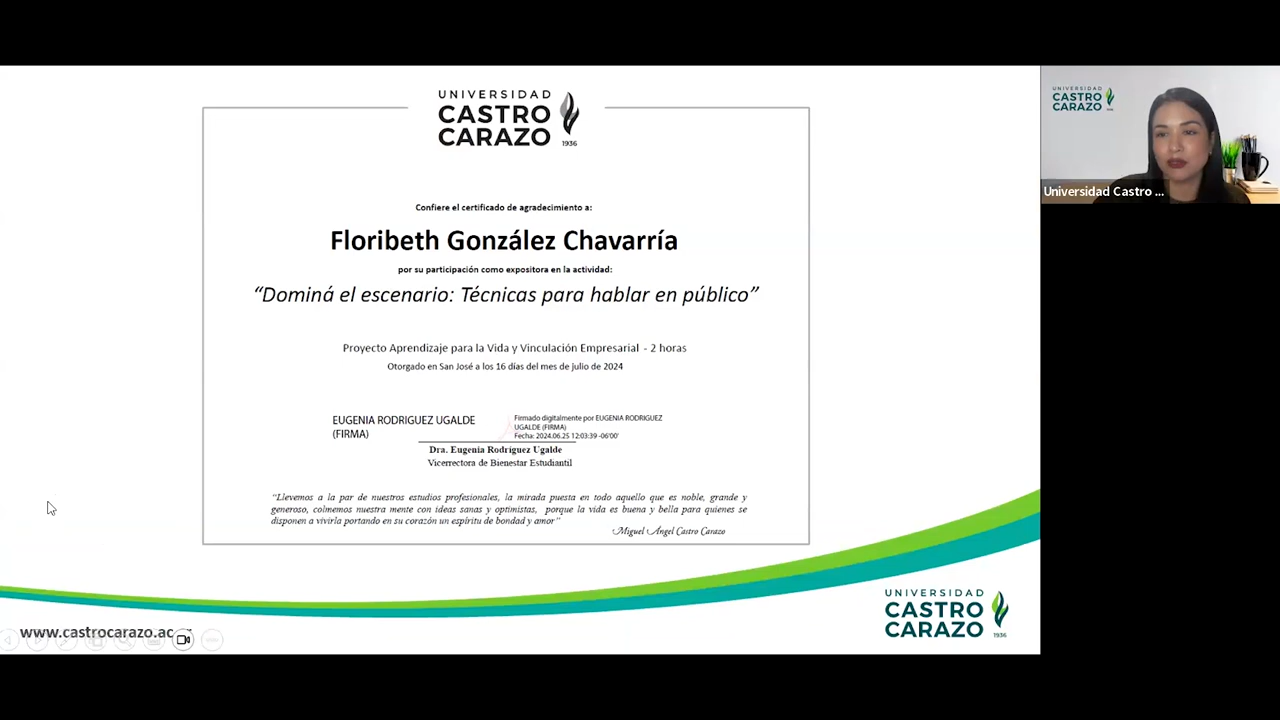 UNIVERSIDAD
CASTRO
CARAZO
1936
Confiere el certificado de agradecimiento a:
Floribeth González Chavarría
por su participación como expositora en la actividad:
“Dominá el escenario: Técnicas para hablar en público”
Proyecto Aprendizaje para la Vida y Vinculación Empresarial - 2 horas
Otorgado en San José a los 16 días del mes de julio de 2024
EUGENIA RODRIGUEZ UGALDE
(FIRMA)
Firmado digitalmente por EUGENIA RODRIGUEZ
UGALDE (FIRMA)
Fecha: 2024.06.25 12:03:39 -06'00'
Dra. Eugenia Rodríguez Ugalde
Vicerrectora de Bienestar Estudiantil
“Llevemos a la par de nuestros estudios profesionales, la mirada puesta en todo aquello que es noble, grande y
generoso, colmemos nuestra mente con ideas sanas y optimistas, porque la vida es buena y bella para quienes se
disponen a vivirla portando en su corazón un espíritu de bondad y amor”
Miguel Ángel Castro Carazo
www.castrocarazo.ac
UNIVERSIDAD
CASTRO
CARAZO
1936
UNIVERSIDAD
CASTRO
CARAZO
Universidad Castro ...